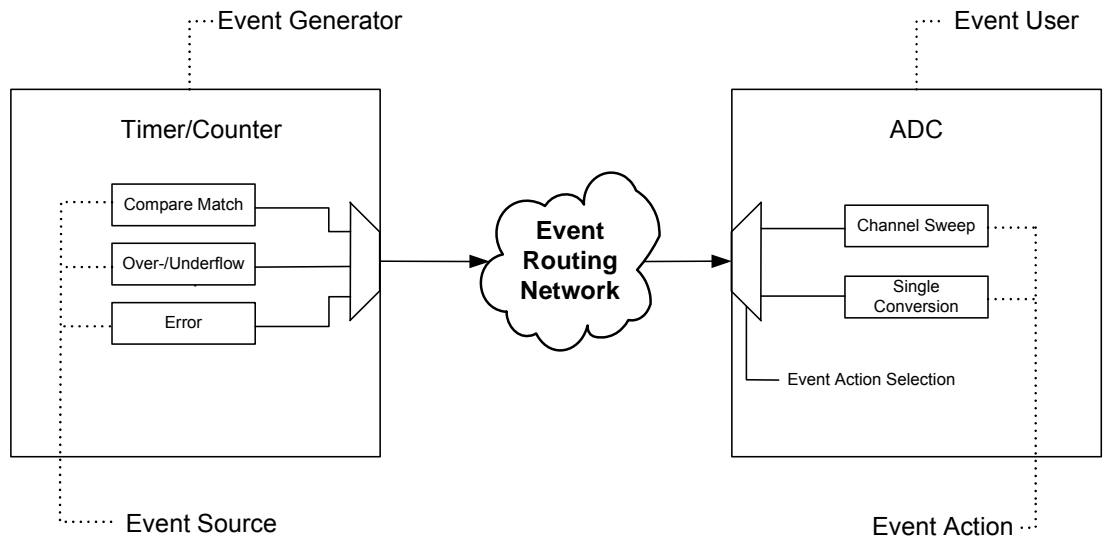 Event Generator
Event User
Timer/Counter
ADC
Compare Match
Over-/Underflow
Error
Event
Routing
Network
Channel Sweep
Single
Conversion
Event Action Selection
Event Source
Event Action